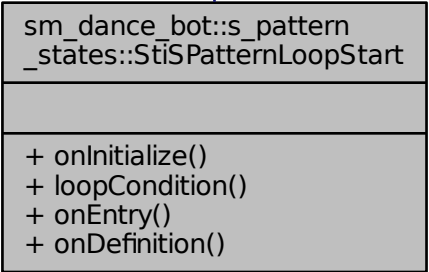 sm_dance_bot::s_pattern
_states::StiSPatternLoopStart
+ onInitialize()
+ loopCondition()
+ onEntry()
+ onDefinition()